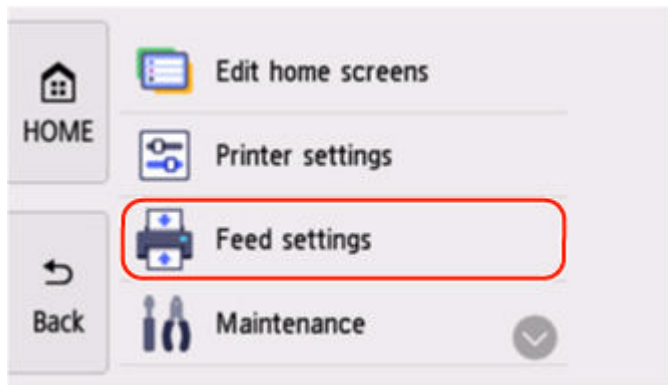 HOME
Back
Edit home screens
Printer settings
Feed settings
Maintenance